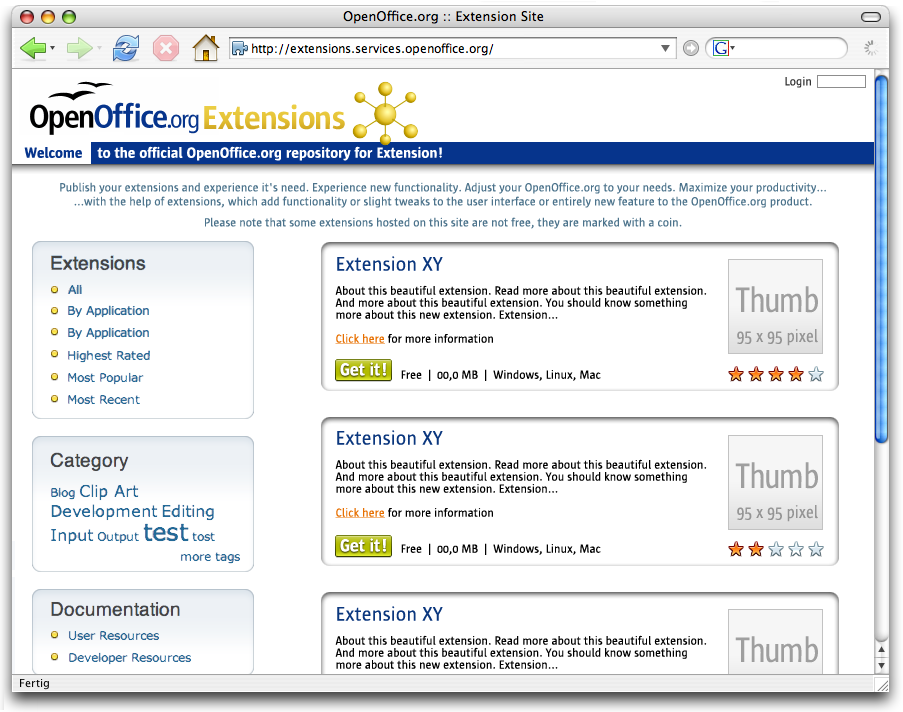 OpenOffice.org :: Extension Site
http://extensions.services.openoffice.org/
G
Login
OpenOffice.org Extensions
Welcome to the official OpenOffice.org repository for Extension!
Publish your extensions and experience it's need. Experience new functionality. Adjust your OpenOffice.org to your needs. Maximize your productivity...
...with the help of extensions, which add functionality or slight tweaks to the user interface or entirely new feature to the OpenOffice.org product.
Please note that some extensions hosted on this site are not free, they are marked with a coin.
Extensions
All
By Application
By Application
Highest Rated
Most Popular
Most Recent
Category
Blog Clip Art
Development Editing
Input Output test tost
more tags
Documentation
User Resources
Developer Resources
Extension XY
About this beautiful extension. Read more about this beautiful extension.
And more about this beautiful extension. You should know something
more about this new extension. Extension...
Click here for more information
Get it! Free | 00,0 MB | Windows, Linux, Mac
Thumb
95 x 95 pixel
Extension XY
About this beautiful extension. Read more about this beautiful extension.
And more about this beautiful extension. You should know something
more about this new extension. Extension...
Click here for more information
Get it! Free | 00,0 MB | Windows, Linux, Mac
Thumb
95 x 95 pixel
Extension XY
About this beautiful extension. Read more about this beautiful extension.
And more about this beautiful extension. You should know something
more about this new extension. Extension...
Thumb
Fertig